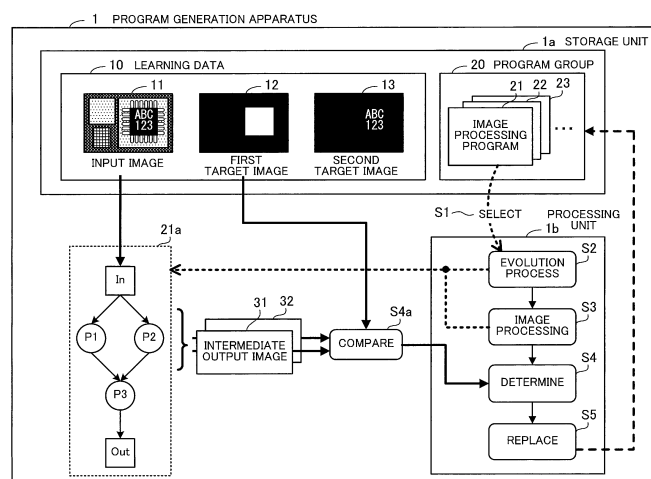 1 PROGRAM GENERATION APPARATUS
1a STORAGE UNIT
10 LEARNING DATA
20 PROGRAM GROUP
11
12
13
21
22
23
ABC
123
ABC
123
IMAGE
PROCESSING
PROGRAM
...
INPUT IMAGE
FIRST
TARGET IMAGE
SECOND
TARGET IMAGE
S1 SELECT
PROCESSING
UNIT
1b
21a
EVOLUTION
PROCESS
S2
In
31
32
S4a
IMAGE
PROCESSING
S3
P1
P2
INTERMEDIATE
OUTPUT IMAGE
COMPARE
DETERMINE
S4
P3
REPLACE
S5
Out